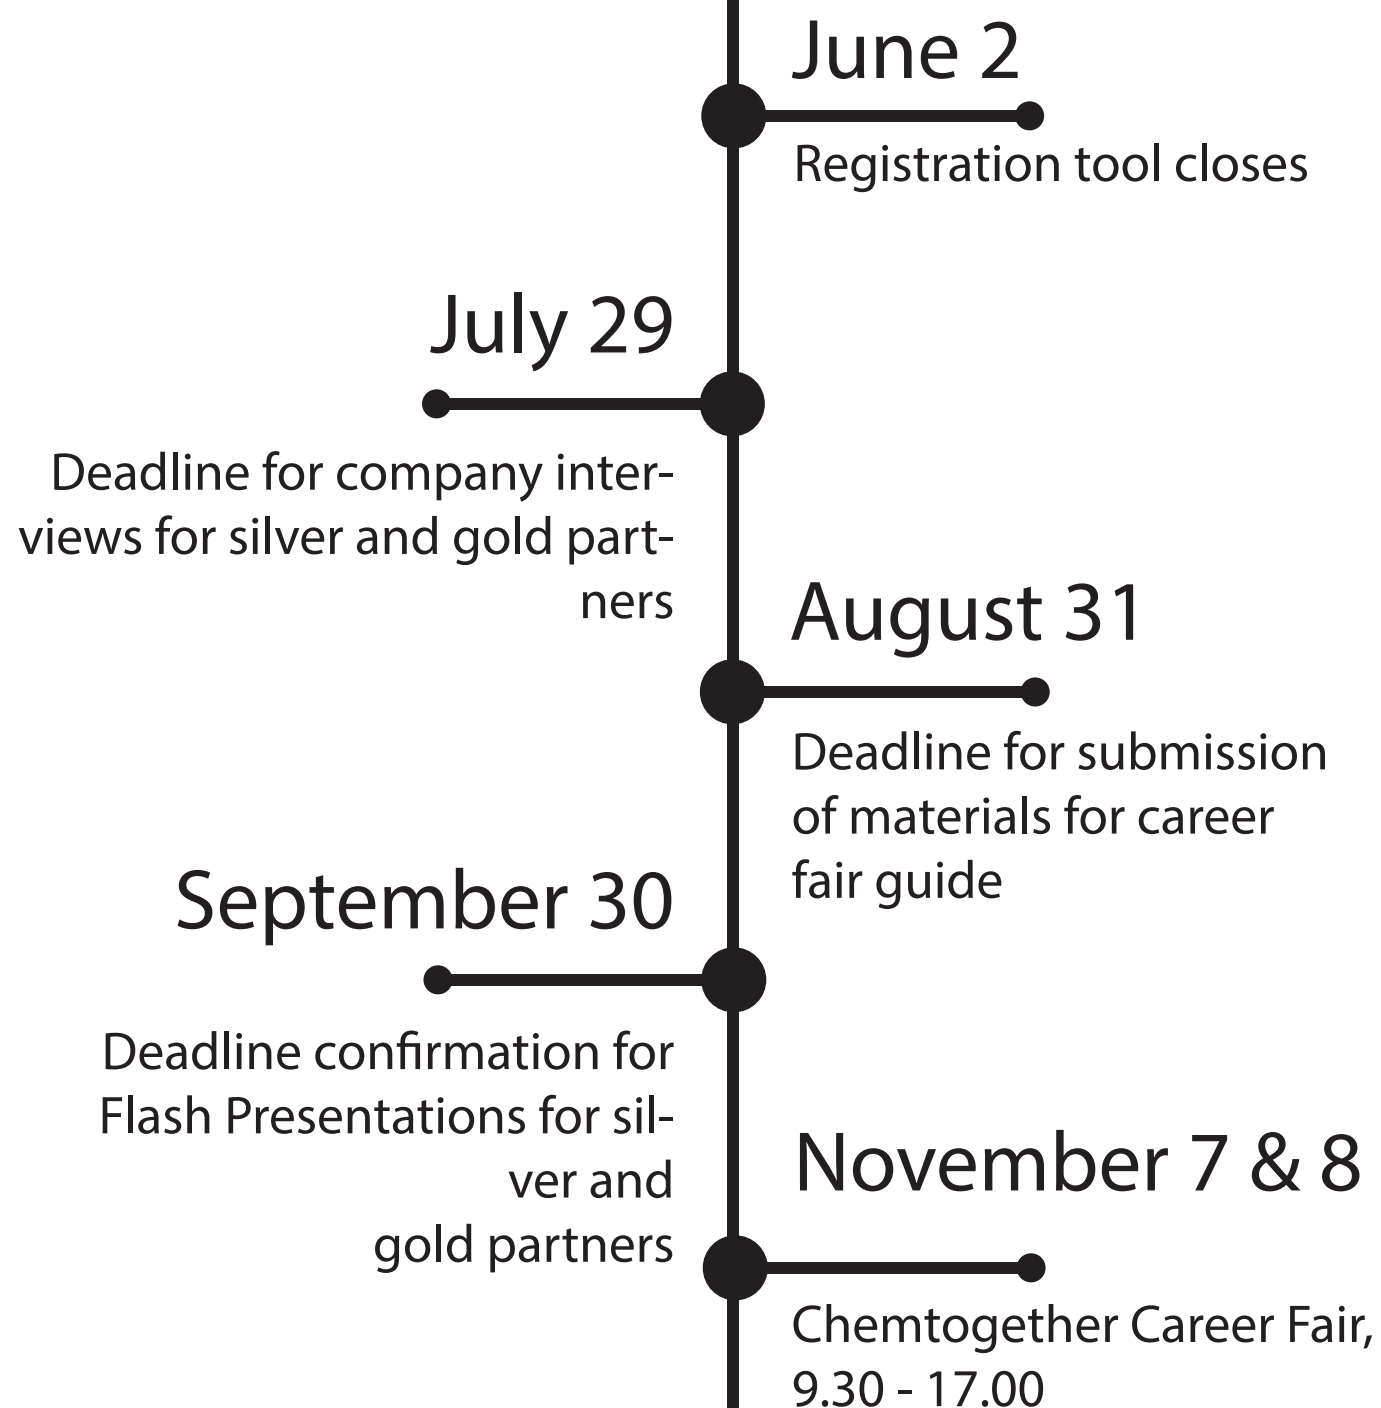 June 2
Registration tool closes
July 29
Deadline for company inter-
views for silver and gold part-
ners
August 31
Deadline for submission
of materials for career
fair guide
September 30
Deadline confirmation for
Flash Presentations for sil-
ver and
gold partners
November 7 & 8
Chemtogether Career Fair,
9.30 - 17.00